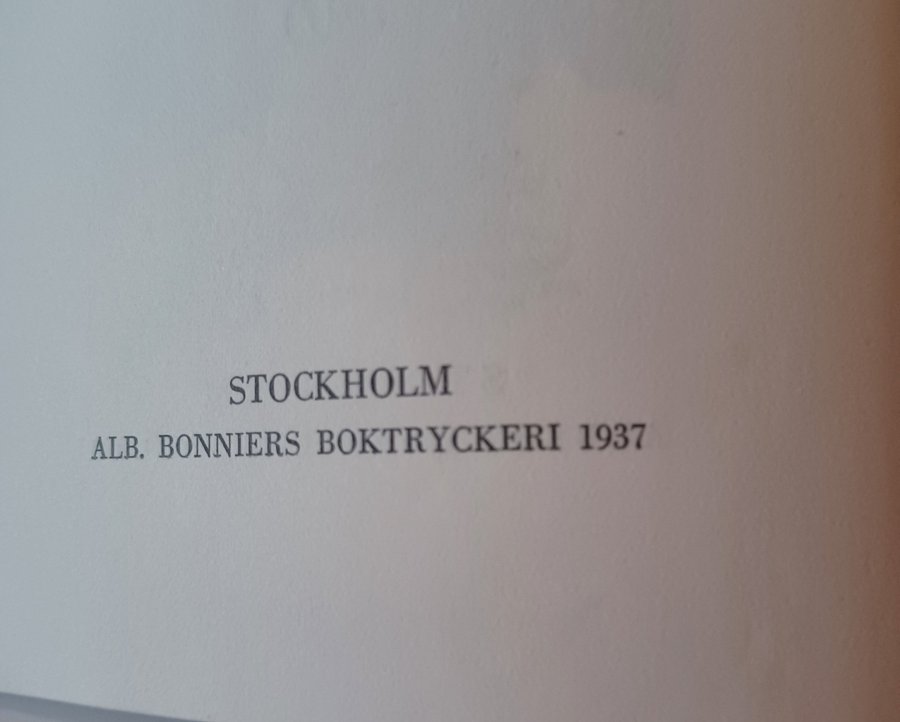 STOCKHOLM
ALB. BONNIERS BOKTRYCKERI 1937